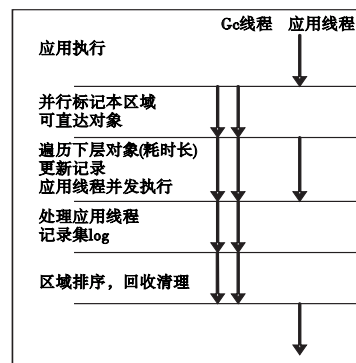 Gc线程 应用线程
应用执行
并行标记本区域
可直达对象
遍历下层对象(耗时长)
更新记录
应用线程并发执行
处理应用线程
记录集log
区域排序，回收清理